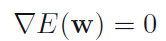 ∇E(𝐰) = 0